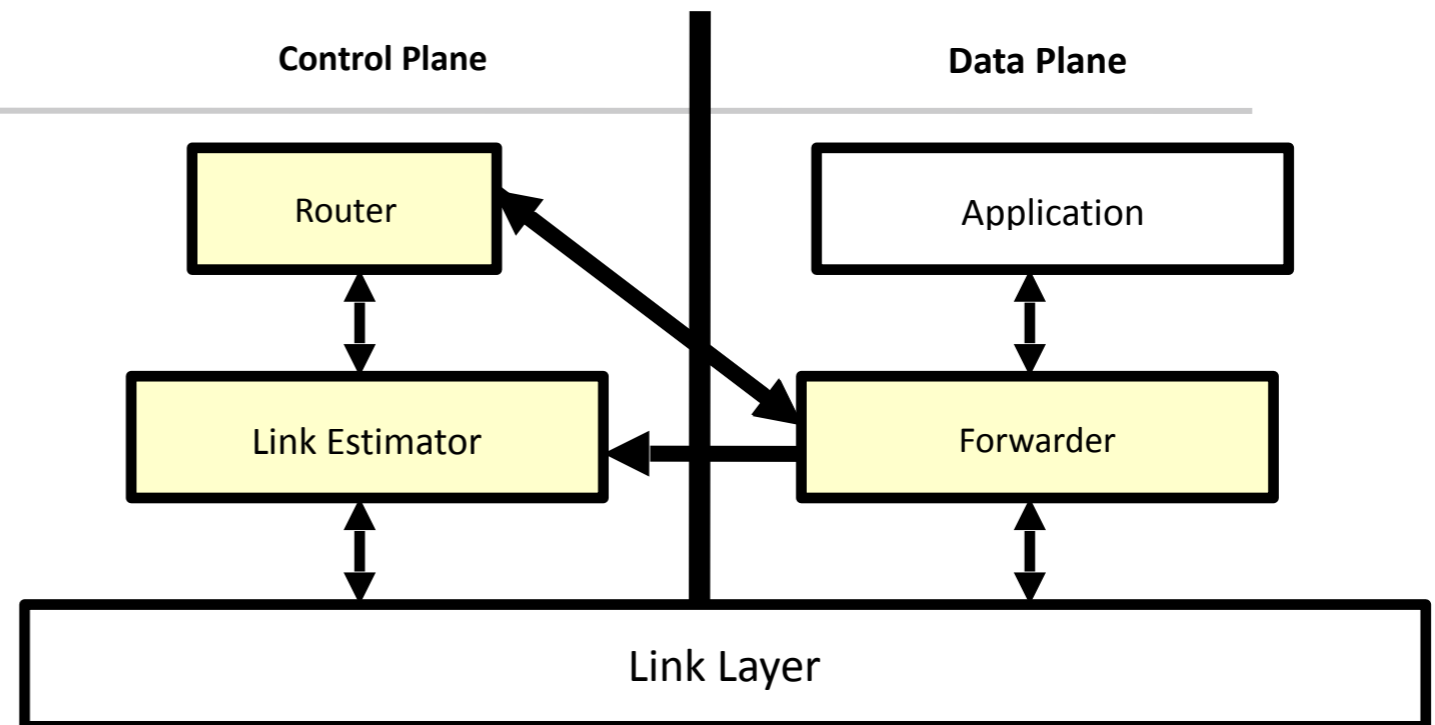 Control Plane
Data Plane
Router
Application
Link Estimator
Forwarder
Link Layer